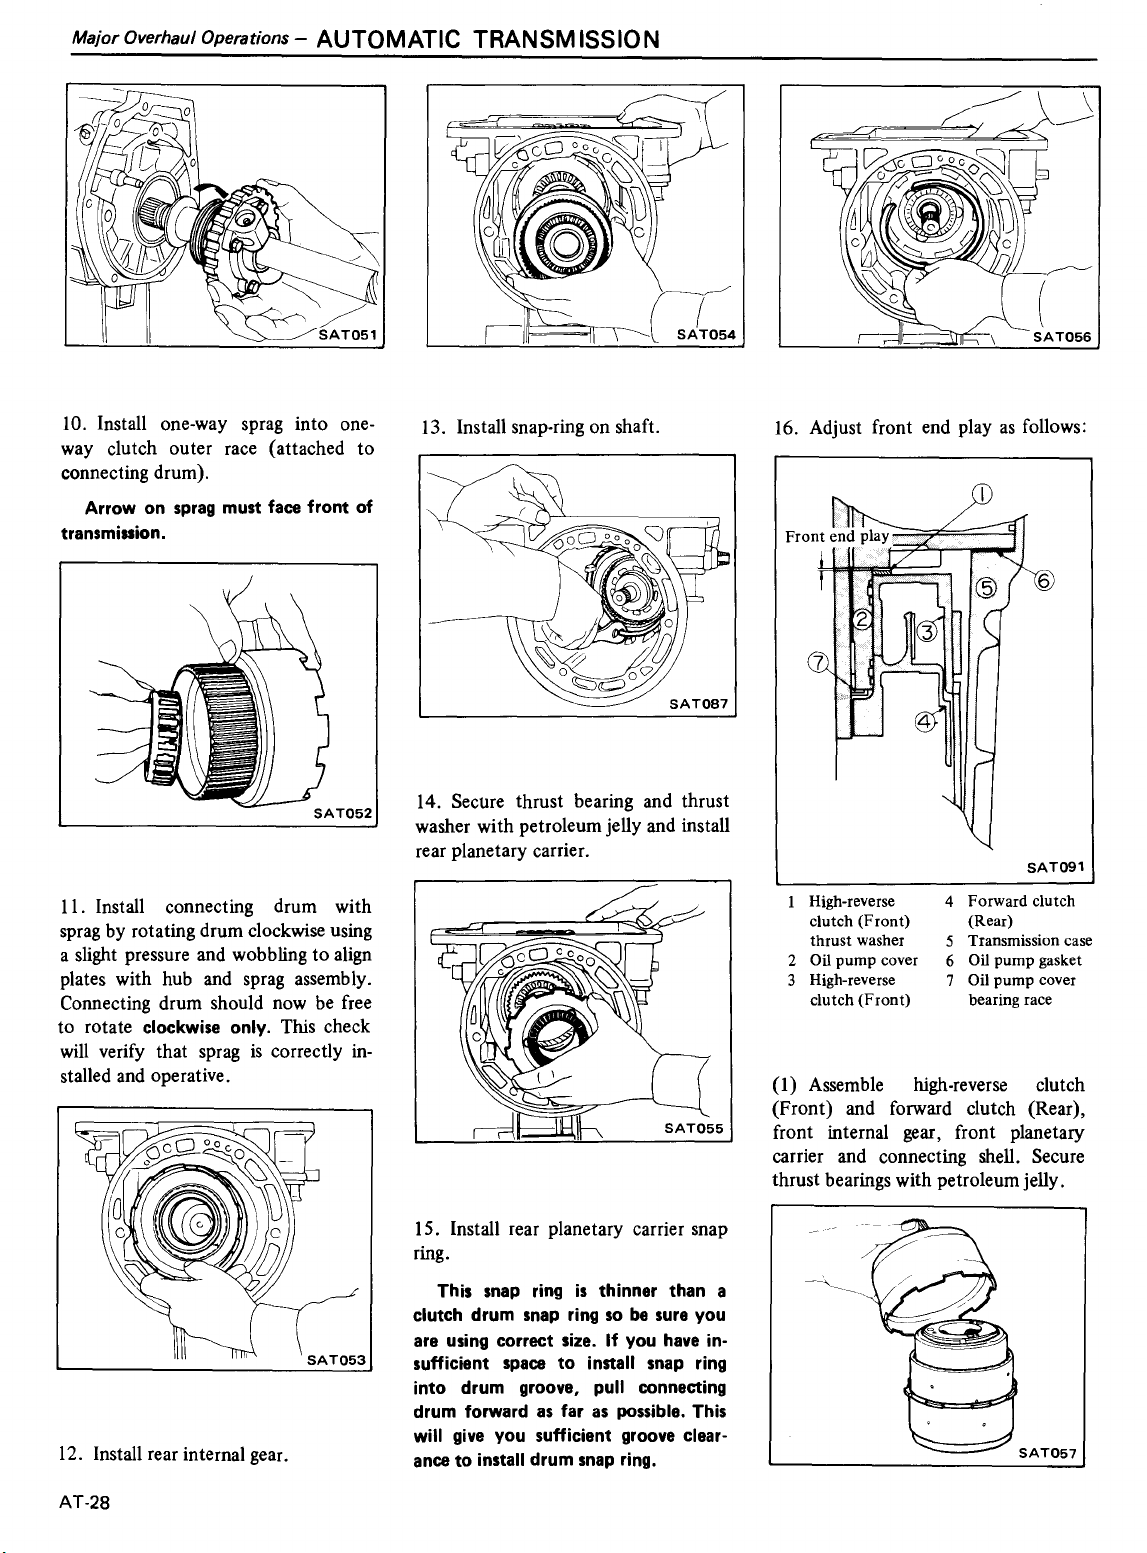 Major Overhaul Operations – AUTOMATIC TRANSMISSION
SAT051
10. Install one-way sprag into one-
way clutch outer race (attached to
connecting drum).
Arrow on sprag must face front of
transmission.
SAT052
11. Install connecting drum with
sprag by rotating drum clockwise using
a slight pressure and wobbling to align
plates with hub and sprag assembly.
Connecting drum should now be free
to rotate clockwise only. This check
will verify that sprag is correctly in-
stalled and operative.
SAT053
12. Install rear internal gear.
SAT054
13. Install snap-ring on shaft.
SAT087
14. Secure thrust bearing and thrust
washer with petroleum jelly and install
rear planetary carrier.
SAT055
15. Install rear planetary carrier snap
ring.
This snap ring is thinner than a
clutch drum snap ring so be sure you
are using correct size. If you have in-
sufficient space to install snap ring
into drum groove, pull connecting
drum forward as far as possible. This
will give you sufficient groove clear-
ance to install drum snap ring.
SAT056
16. Adjust front end play as follows:
1
Front end play
5 6
2
3
7
4
SAT091
1 High-reverse
clutch (Front)
thrust washer
2 Oil pump cover
3 High-reverse
clutch (Front)
4 Forward clutch
(Rear)
5 Transmission case
6 Oil pump gasket
7 Oil pump cover
bearing race
(1) Assemble high-reverse clutch
(Front) and forward clutch (Rear),
front internal gear, front planetary
carrier and connecting shell. Secure
thrust bearings with petroleum jelly.
SAT057
AT-28